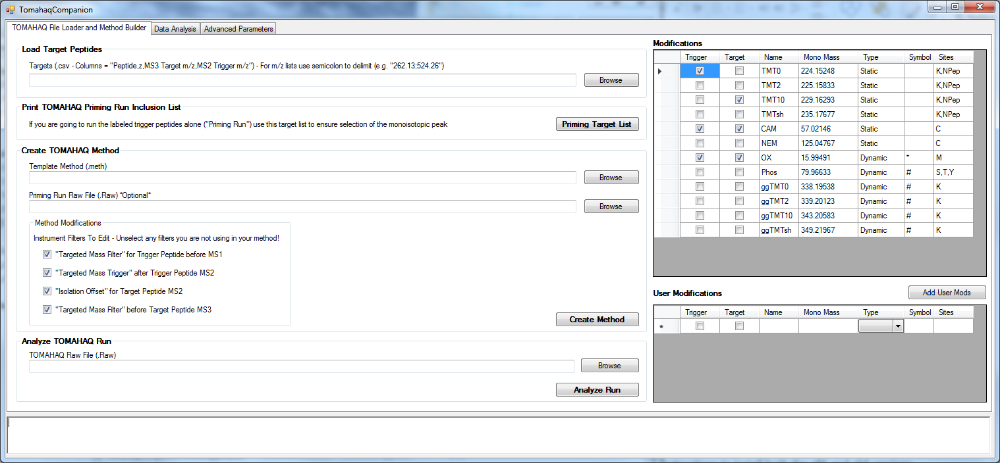 TomahaqCompanion
TOMAHAQ File Loader and Method Builder Data Analysis Advanced Parameters
Load Target Peptides
Targets (.csv - Columns = "Peptide,z,MS3 Target m/z,MS2 Trigger m/z") - For m/z lists use semicolon to delimit (e.g. "262.13;524.26")
Browse
Print TOMAHAQ Priming Run Inclusion List
If you are going to run the labeled trigger peptides alone ("Priming Run") use this target list to ensure selection of the monoisotopic peak
Priming Target List
Create TOMAHAQ Method
Template Method (.meth)
Browse
Priming Run Raw File (.Raw) *Optional*
Browse
Method Modifications
Instrument Filters To Edit - Unselect any filters you are not using in your method!
"Targeted Mass Filter" for Trigger Peptide before MS1
"Targeted Mass Trigger" after Trigger Peptide MS2
"Isolation Offset" for Target Peptide MS2
"Targeted Mass Filter" before Target Peptide MS3
Create Method
Analyze TOMAHAQ Run
TOMAHAQ Raw File (.Raw)
Browse
Analyze Run
Modifications
Trigger Target Name Mono Mass Type Symbol Sites
TMT0 224.15248 Static K,NPep
TMT2 225.15833 Static K,NPep
TMT10 229.16293 Static K,NPep
TMTsh 235.17677 Static K,NPep
CAM 57.02146 Static C
NEM 125.04767 Static C
OX 15.99491 Dynamic * M
Phos 79.96633 Dynamic # S,T,Y
ggTMT0 338.19538 Dynamic # K
ggTMT2 339.20123 Dynamic # K
ggTMT10 343.20583 Dynamic # K
ggTMTsh 349.21967 Dynamic # K
User Modifications
Add User Mods
Trigger Target Name Mono Mass Type Symbol Sites
*